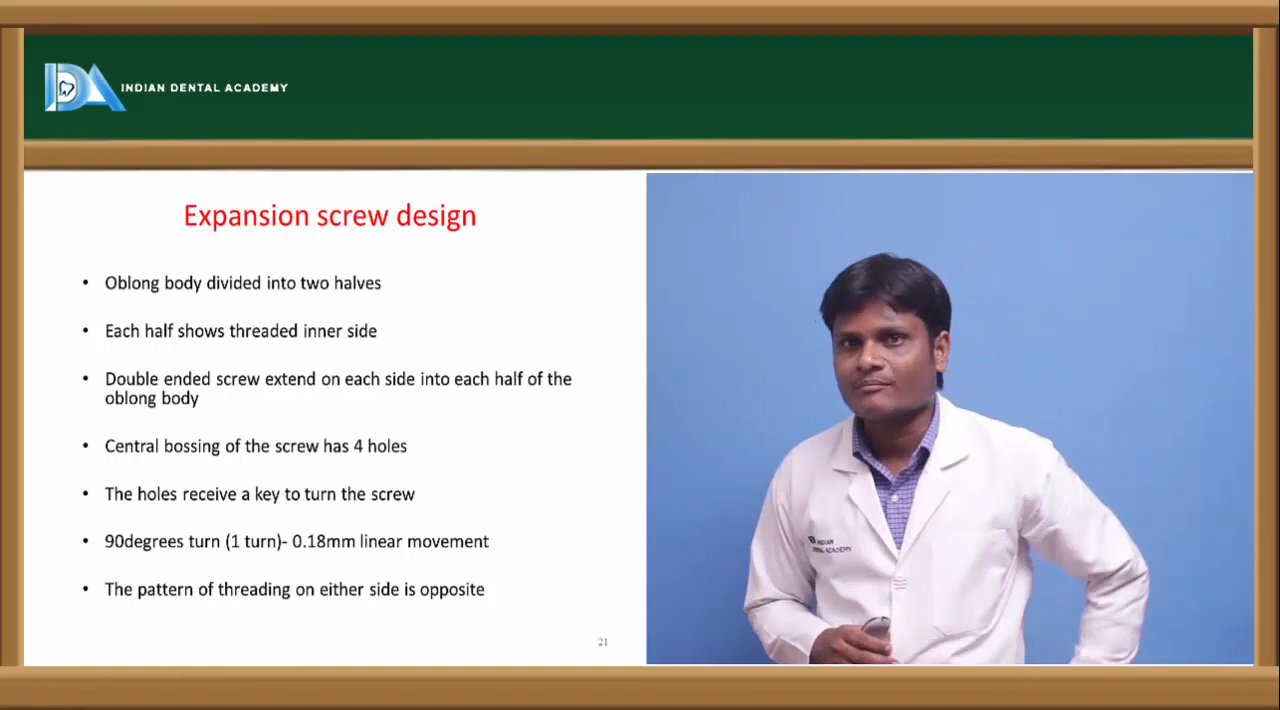 INDIAN DENTAL ACADEMY
Expansion screw design
• Oblong body divided into two halves
• Each half shows threaded inner side
• Double ended screw extend on each side into each half of the
oblong body
• Central bossing of the screw has 4 holes
• The holes receive a key to turn the screw
• 90degrees turn (1 turn)- 0.18mm linear movement
• The pattern of threading on either side is opposite
21
INDIAN
DENTAL ACADEMY